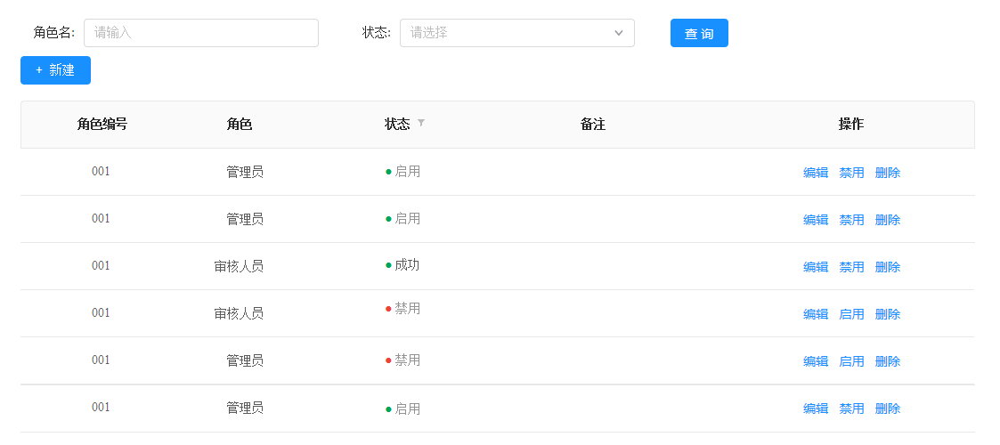 角色名: 请输入 状态: 请选择 查 询
+ 新建
角色编号 角色 状态 备注 操作
001 管理员 启用 编辑 禁用 删除
001 管理员 启用 编辑 禁用 删除
001 审核人员 成功 编辑 禁用 删除
001 审核人员 禁用 编辑 启用 删除
001 管理员 禁用 编辑 启用 删除
001 管理员 启用 编辑 禁用 删除